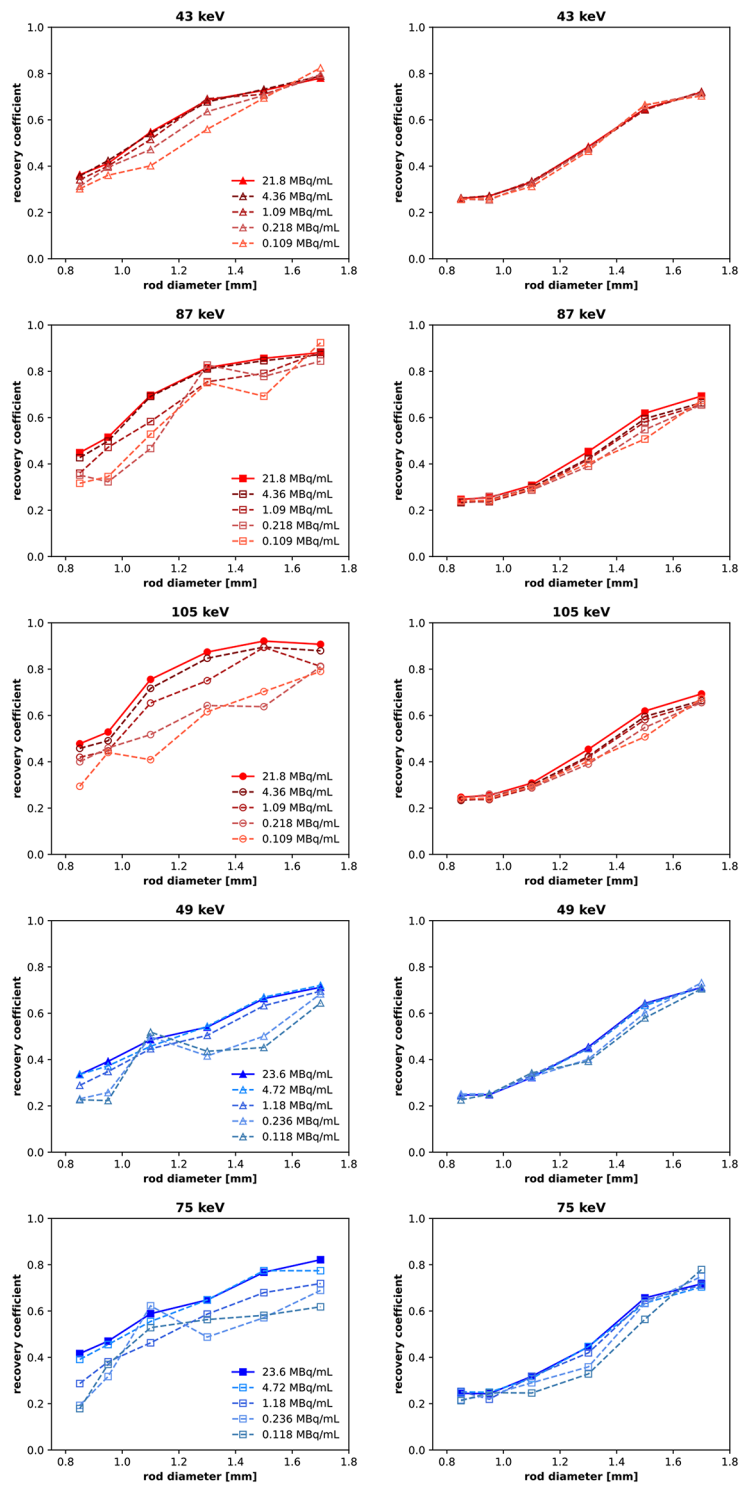 43 keV
43 keV
1.0
0.8
0.6
0.4
0.2
0.0
recovery coefficient
21.8 MBq/mL
4.36 MBq/mL
1.09 MBq/mL
0.218 MBq/mL
0.109 MBq/mL
0.8 1.0 1.2 1.4 1.6 1.8
rod diameter [mm]
1.0
0.8
0.6
0.4
0.2
0.0
recovery coefficient
0.8 1.0 1.2 1.4 1.6 1.8
rod diameter [mm]
87 keV
87 keV
1.0
0.8
0.6
0.4
0.2
0.0
recovery coefficient
21.8 MBq/mL
4.36 MBq/mL
1.09 MBq/mL
0.218 MBq/mL
0.109 MBq/mL
0.8 1.0 1.2 1.4 1.6 1.8
rod diameter [mm]
1.0
0.8
0.6
0.4
0.2
0.0
recovery coefficient
0.8 1.0 1.2 1.4 1.6 1.8
rod diameter [mm]
105 keV
105 keV
1.0
0.8
0.6
0.4
0.2
0.0
recovery coefficient
21.8 MBq/mL
4.36 MBq/mL
1.09 MBq/mL
0.218 MBq/mL
0.109 MBq/mL
0.8 1.0 1.2 1.4 1.6 1.8
rod diameter [mm]
1.0
0.8
0.6
0.4
0.2
0.0
recovery coefficient
0.8 1.0 1.2 1.4 1.6 1.8
rod diameter [mm]
49 keV
49 keV
1.0
0.8
0.6
0.4
0.2
0.0
recovery coefficient
23.6 MBq/mL
4.72 MBq/mL
1.18 MBq/mL
0.236 MBq/mL
0.118 MBq/mL
0.8 1.0 1.2 1.4 1.6 1.8
rod diameter [mm]
1.0
0.8
0.6
0.4
0.2
0.0
recovery coefficient
0.8 1.0 1.2 1.4 1.6 1.8
rod diameter [mm]
75 keV
75 keV
1.0
0.8
0.6
0.4
0.2
0.0
recovery coefficient
23.6 MBq/mL
4.72 MBq/mL
1.18 MBq/mL
0.236 MBq/mL
0.118 MBq/mL
0.8 1.0 1.2 1.4 1.6 1.8
rod diameter [mm]
1.0
0.8
0.6
0.4
0.2
0.0
recovery coefficient
0.8 1.0 1.2 1.4 1.6 1.8
rod diameter [mm]